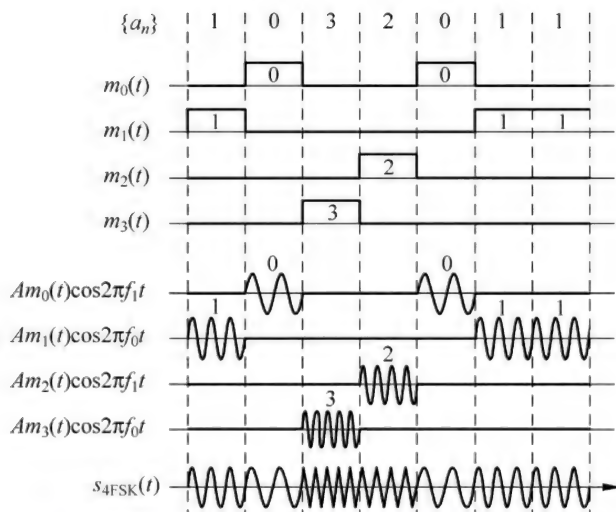 {aₙ} 1 0 3 2 0 1 1
m₀(t) 0 0
m₁(t) 1 1 1
m₂(t) 2
m₃(t) 3
Am₀(t)cos2πf₁t 0 0
Am₁(t)cos2πf₀t 1 1 1
Am₂(t)cos2πf₁t 2
Am₃(t)cos2πf₀t 3
s₄FSK(t)